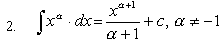 2. ∫x^α · dx = x^(α+1)/(α+1) + c, α ≠ −1